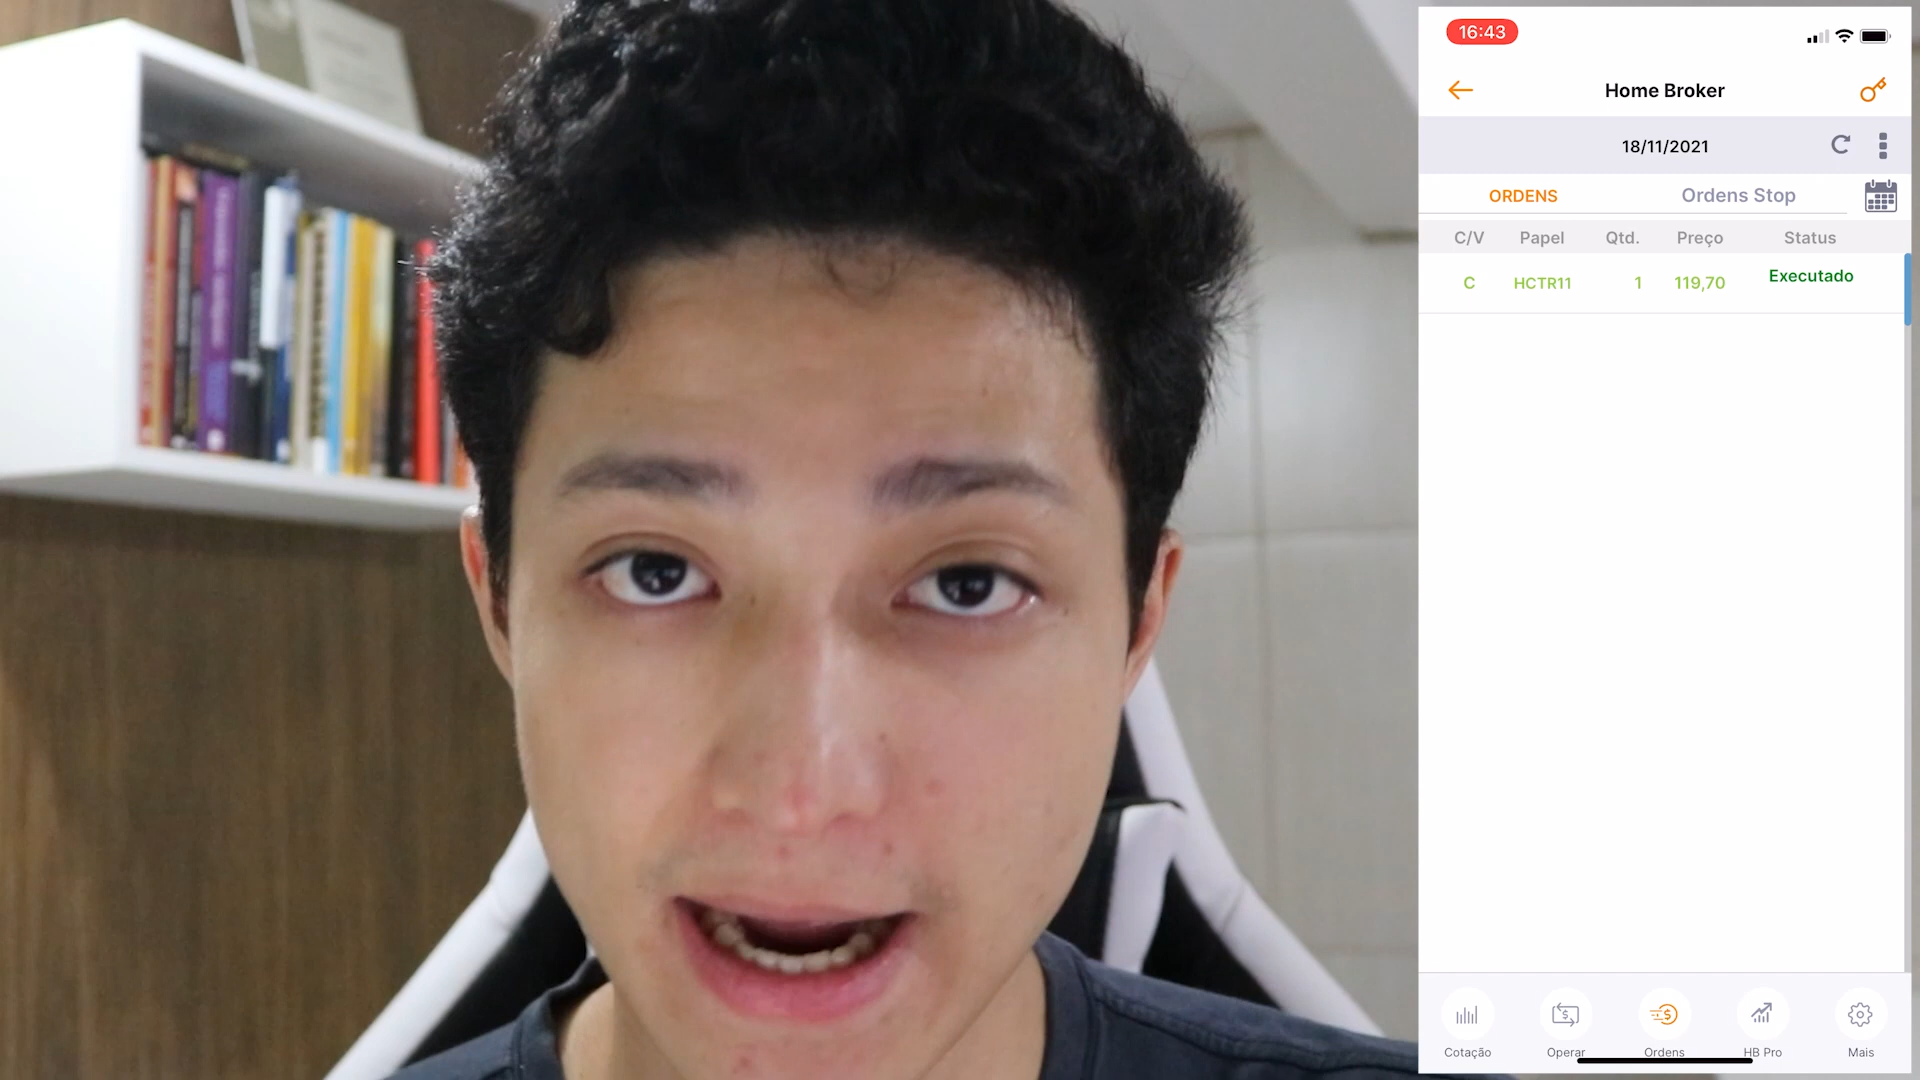 16:43
Home Broker
18/11/2021
ORDENS Ordens Stop
C/V Papel Qtd. Preço Status
C HCTR11 1 119,70 Executado
Cotação Operar Ordens HB Pro Mais